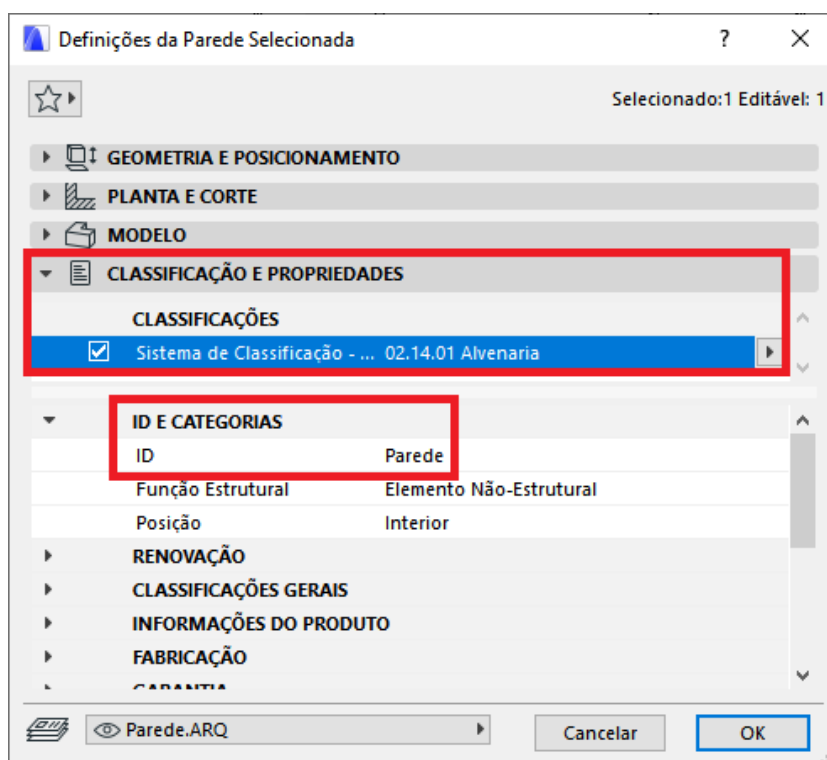 Definições da Parede Selecionada ? ×
Selecionado:1 Editável: 1
GEOMETRIA E POSICIONAMENTO
PLANTA E CORTE
MODELO
CLASSIFICAÇÃO E PROPRIEDADES
CLASSIFICAÇÕES
Sistema de Classificação - ... 02.14.01 Alvenaria
ID E CATEGORIAS
ID Parede
Função Estrutural Elemento Não-Estrutural
Posição Interior
RENOVAÇÃO
CLASSIFICAÇÕES GERAIS
INFORMAÇÕES DO PRODUTO
FABRICAÇÃO
GARANTIA
Parede.ARQ Cancelar OK